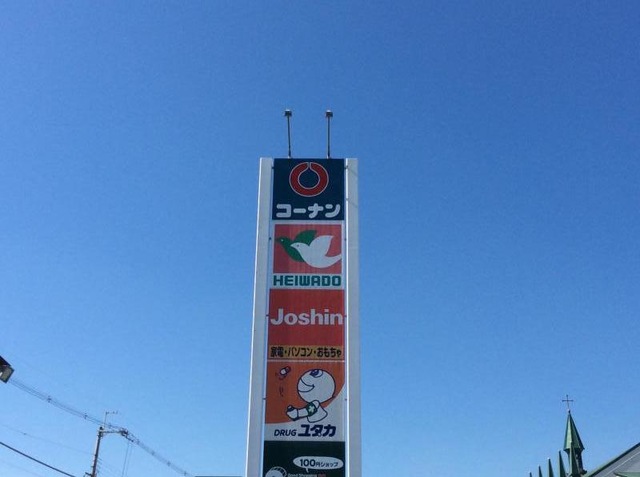 コーナン
HEIWADO
Joshin
家電・パソコン・おもちゃ
DRUG ユタカ
100円ショップ